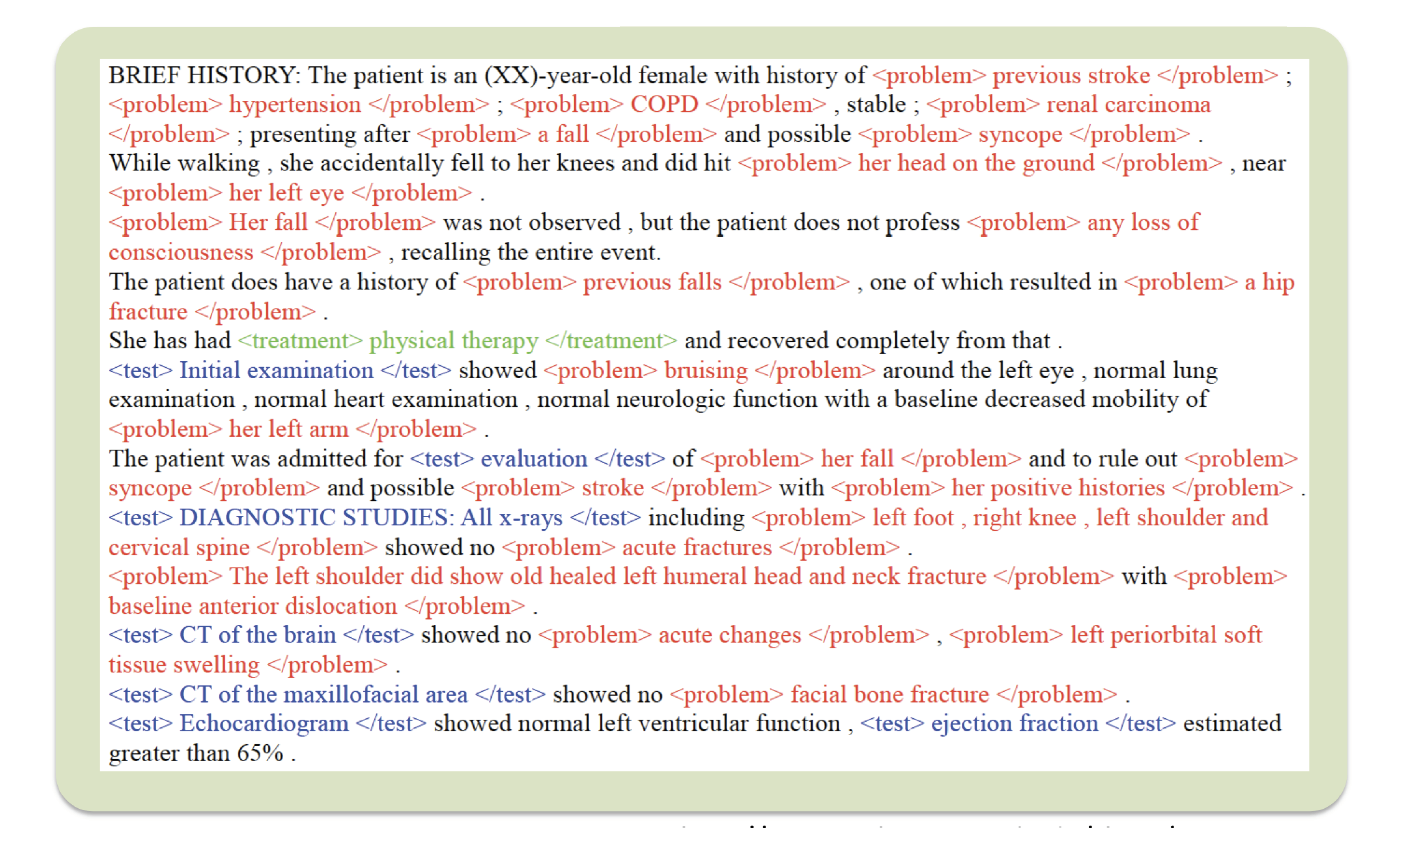 BRIEF HISTORY: The patient is an (XX)-year-old female with history of <problem> previous stroke </problem> ;
<problem> hypertension </problem> ; <problem> COPD </problem> , stable ; <problem> renal carcinoma
</problem> ; presenting after <problem> a fall </problem> and possible <problem> syncope </problem> .
While walking , she accidentally fell to her knees and did hit <problem> her head on the ground </problem> , near
<problem> her left eye </problem> .
<problem> Her fall </problem> was not observed , but the patient does not profess <problem> any loss of
consciousness </problem> , recalling the entire event.
The patient does have a history of <problem> previous falls </problem> , one of which resulted in <problem> a hip
fracture </problem> .
She has had <treatment> physical therapy </treatment> and recovered completely from that .
<test> Initial examination </test> showed <problem> bruising </problem> around the left eye , normal lung
examination , normal heart examination , normal neurologic function with a baseline decreased mobility of
<problem> her left arm </problem> .
The patient was admitted for <test> evaluation </test> of <problem> her fall </problem> and to rule out <problem>
syncope </problem> and possible <problem> stroke </problem> with <problem> her positive histories </problem> .
<test> DIAGNOSTIC STUDIES: All x-rays </test> including <problem> left foot , right knee , left shoulder and
cervical spine </problem> showed no <problem> acute fractures </problem> .
<problem> The left shoulder did show old healed left humeral head and neck fracture </problem> with <problem>
baseline anterior dislocation </problem> .
<test> CT of the brain </test> showed no <problem> acute changes </problem> , <problem> left periorbital soft
tissue swelling </problem> .
<test> CT of the maxillofacial area </test> showed no <problem> facial bone fracture </problem> .
<test> Echocardiogram </test> showed normal left ventricular function , <test> ejection fraction </test> estimated
greater than 65% .